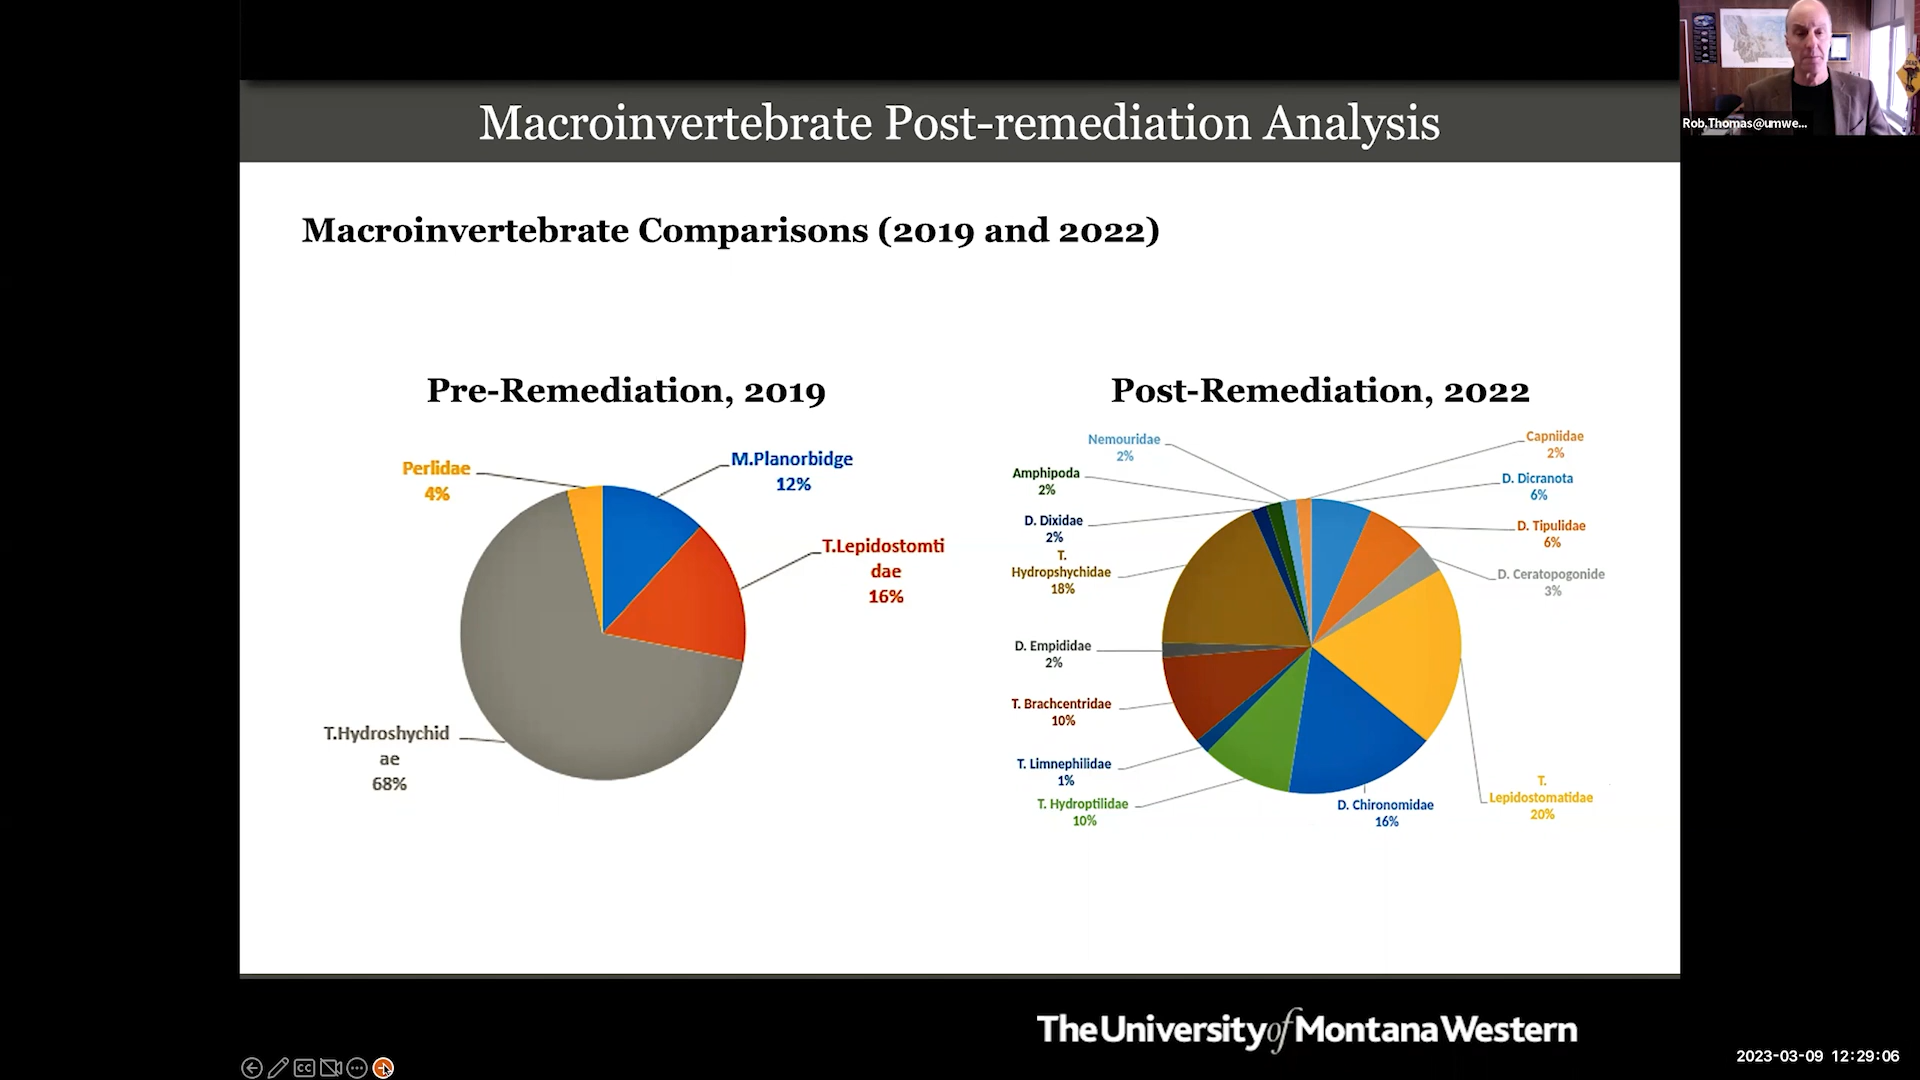 Macroinvertebrate Post-remediation Analysis
Rob.Thomas@umwe...
Macroinvertebrate Comparisons (2019 and 2022)
Pre-Remediation, 2019
Perlidae
4%
M.Planorbidge
12%
T.Lepidostomti
dae
16%
T.Hydroshychid
ae
68%
Post-Remediation, 2022
Nemouridae
2%
Capniidae
2%
Amphipoda
2%
D. Dicranota
6%
D. Dixidae
2%
D. Tipulidae
6%
T.
Hydropshychidae
18%
D. Ceratopogonide
3%
D. Empididae
2%
T. Brachcentridae
10%
T. Limnephilidae
1%
T. Hydroptilidae
10%
D. Chironomidae
16%
T.
Lepidostomatidae
20%
The University of Montana Western
CC
2023-03-09 12:29:06